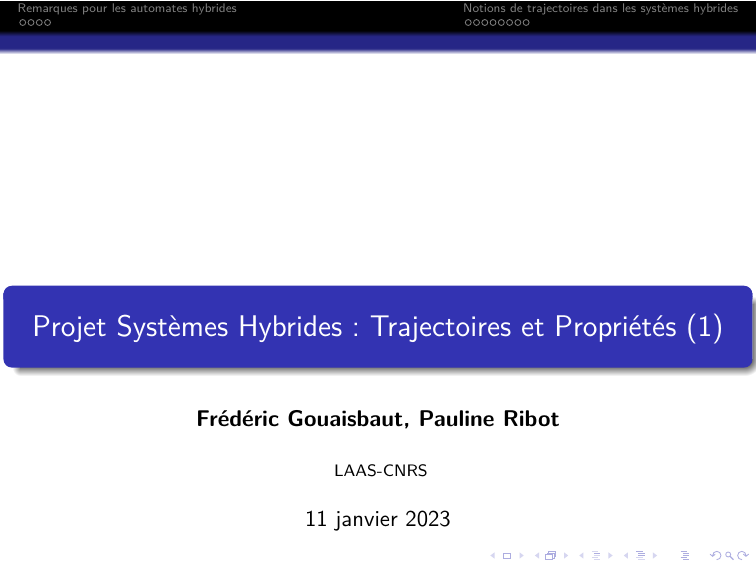 Remarques pour les automates hybrides
Notions de trajectoires dans les systèmes hybrides
Projet Systèmes Hybrides : Trajectoires et Propriétés (1)
Frédéric Gouaisbaut, Pauline Ribot
LAAS-CNRS
11 janvier 2023